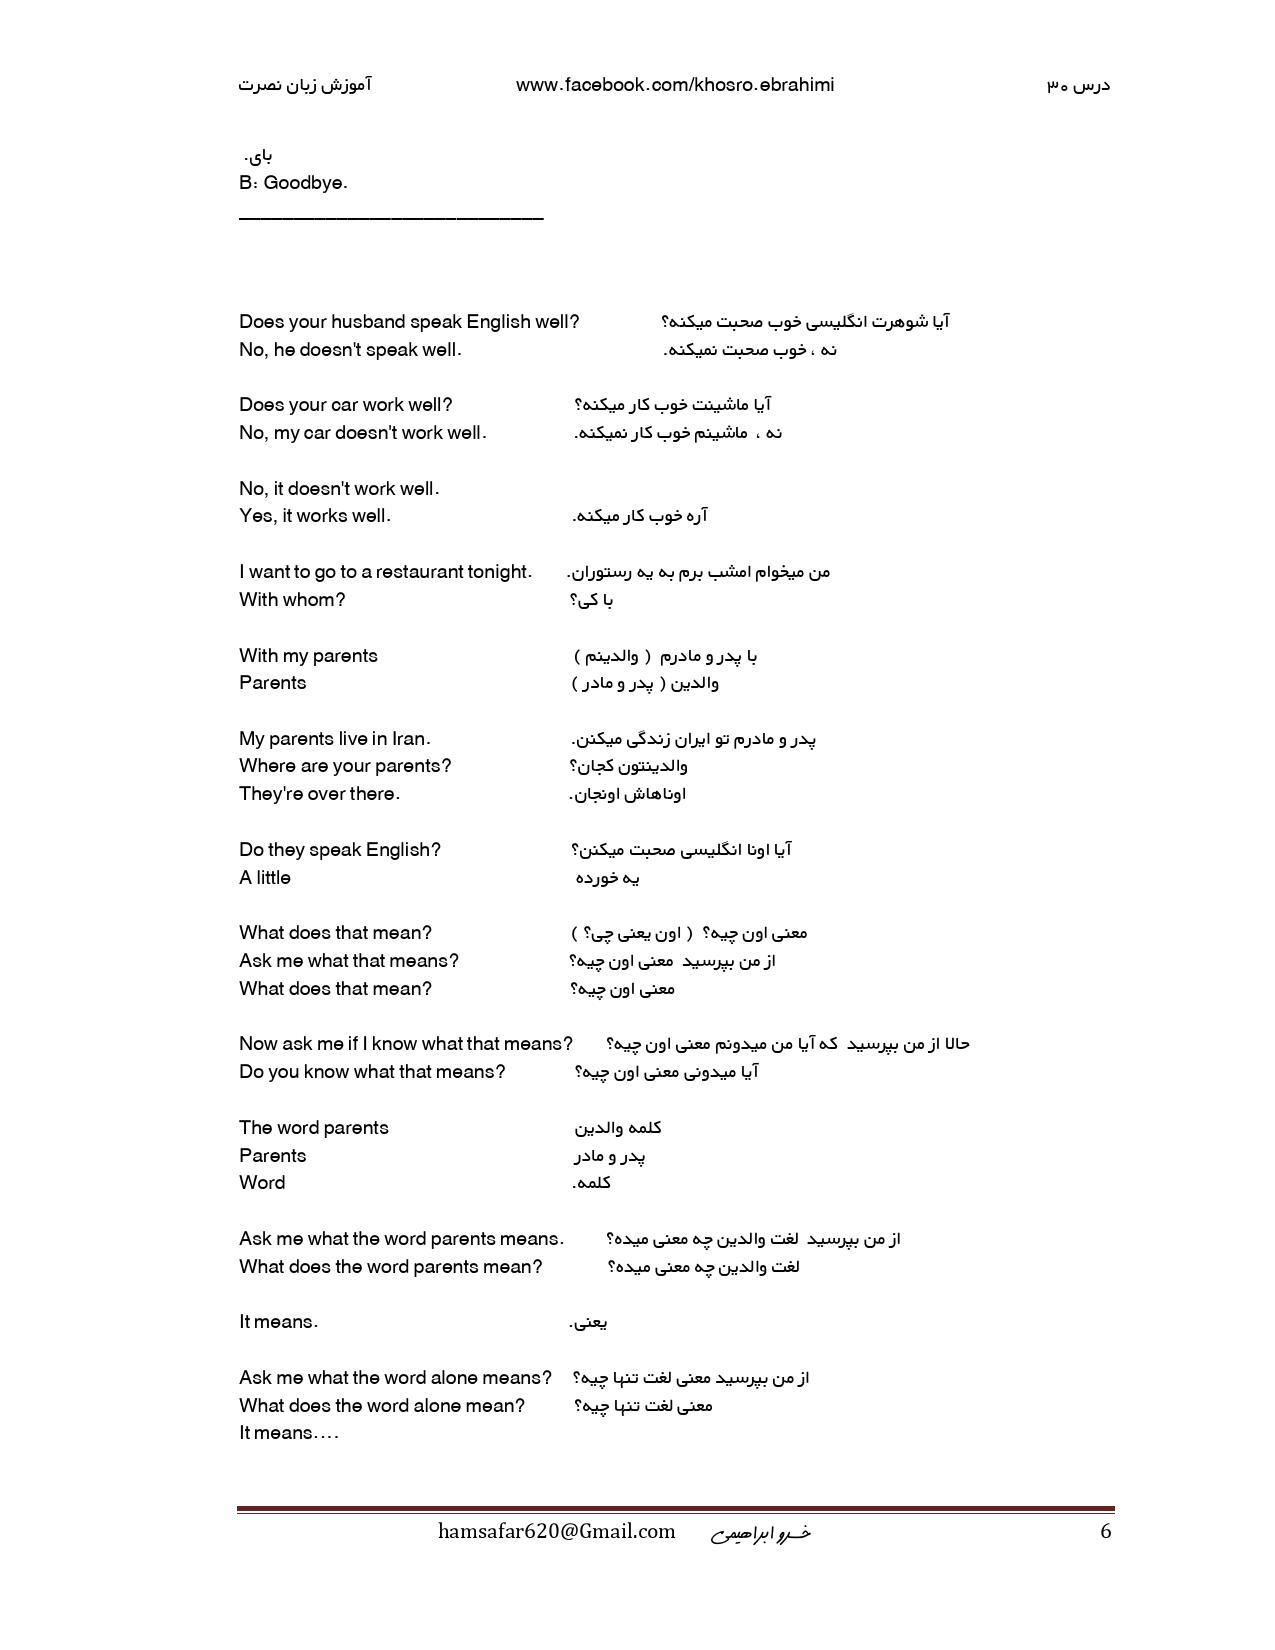 آموزش زبان نصرت www.facebook.com/khosro.ebrahimi درس ۳۰
بای.
B: Goodbye.
____________________________
Does your husband speak English well? آیا شوهرت انگلیسی خوب صحبت میکنه؟
No, he doesn't speak well. نه ، خوب صحبت نمیکنه.
Does your car work well? آیا ماشینت خوب کار میکنه؟
No, my car doesn't work well. نه ، ماشینم خوب کار نمیکنه.
No, it doesn't work well.
Yes, it works well. آره خوب کار میکنه.
I want to go to a restaurant tonight. من میخوام امشب برم به یه رستوران.
With whom? با کی؟
With my parents با پدر و مادرم ( والدینم )
Parents والدین ( پدر و مادر )
My parents live in Iran. پدر و مادرم تو ایران زندگی میکنن.
Where are your parents? والدینتون کجان؟
They're over there. اوناهاش اونجان.
Do they speak English? آیا اونا انگلیسی صحبت میکنن؟
A little یه خورده
What does that mean? معنی اون چیه؟ ( اون یعنی چی؟ )
Ask me what that means? از من بپرسید معنی اون چیه؟
What does that mean? معنی اون چیه؟
Now ask me if I know what that means? حالا از من بپرسید که آیا من میدونم معنی اون چیه؟
Do you know what that means? آیا میدونی معنی اون چیه؟
The word parents کلمه والدین
Parents پدر و مادر
Word کلمه.
Ask me what the word parents means. از من بپرسید لغت والدین چه معنی میده؟
What does the word parents mean? لغت والدین چه معنی میده؟
It means. یعنی.
Ask me what the word alone means? از من بپرسید معنی لغت تنها چیه؟
What does the word alone mean? معنی لغت تنها چیه؟
It means....
hamsafar620@Gmail.com خسرو ابراهیمی 6